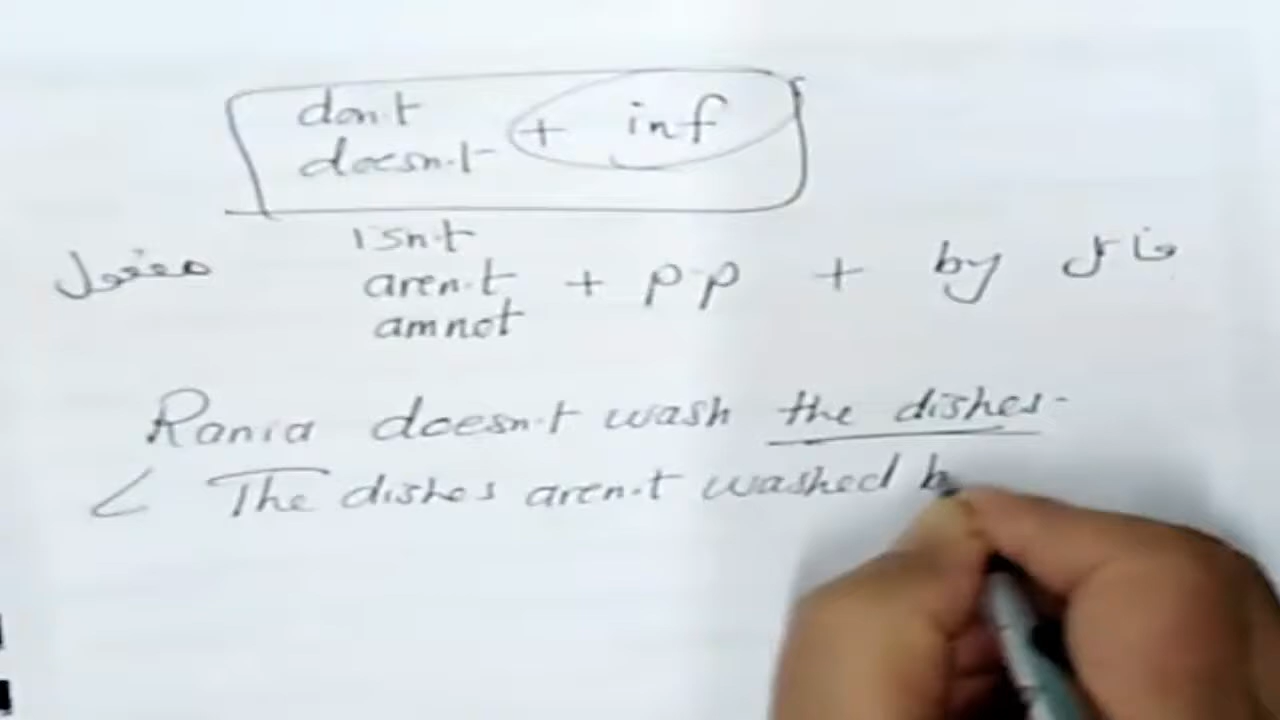 don't
doesn't + inf
isn't
مفعول aren't + p.p + by فاعل
am not
Rania doesn't wash the dishes.
< The dishes aren't washed b